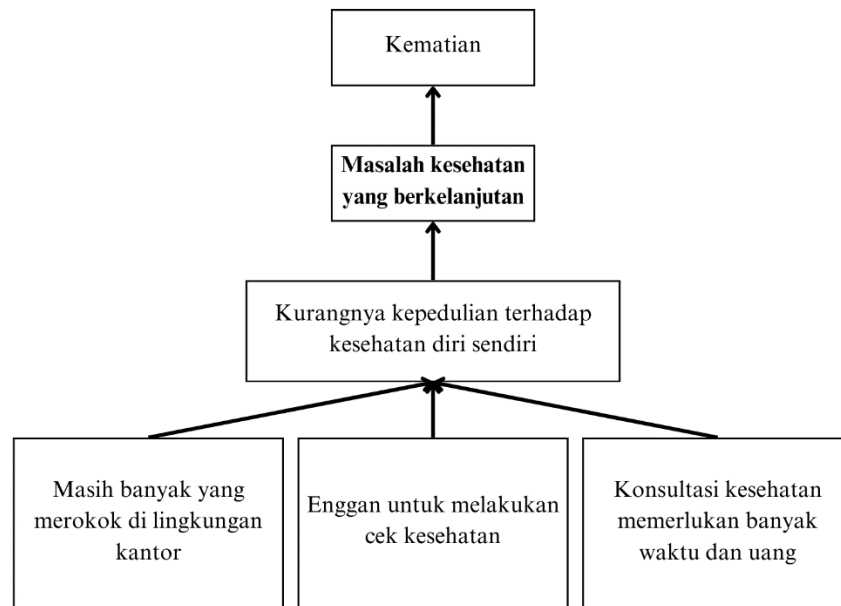 Kematian
Masalah kesehatan
yang berkelanjutan
Kurangnya kepedulian terhadap
kesehatan diri sendiri
Masih banyak yang
merokok di lingkungan
kantor
Enggan untuk melakukan
cek kesehatan
Konsultasi kesehatan
memerlukan banyak
waktu dan uang